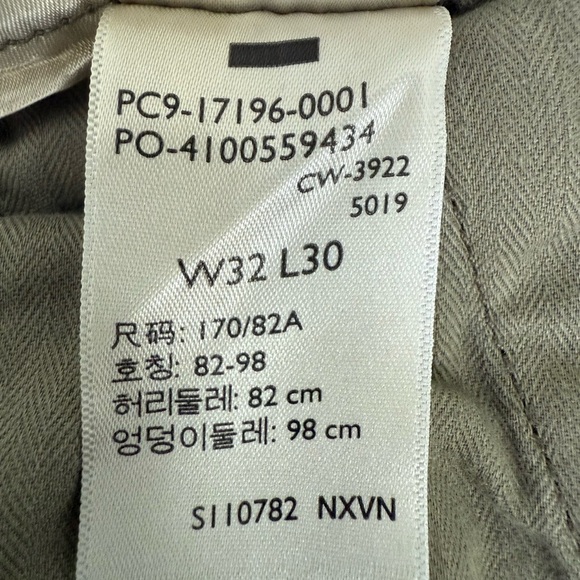 PC9-17196-0001
PO-4100559434
CW-3922
5019
W32 L30
尺码: 170/82A
호칭: 82-98
허리둘레: 82 cm
엉덩이둘레: 98 cm
S110782 NXVN